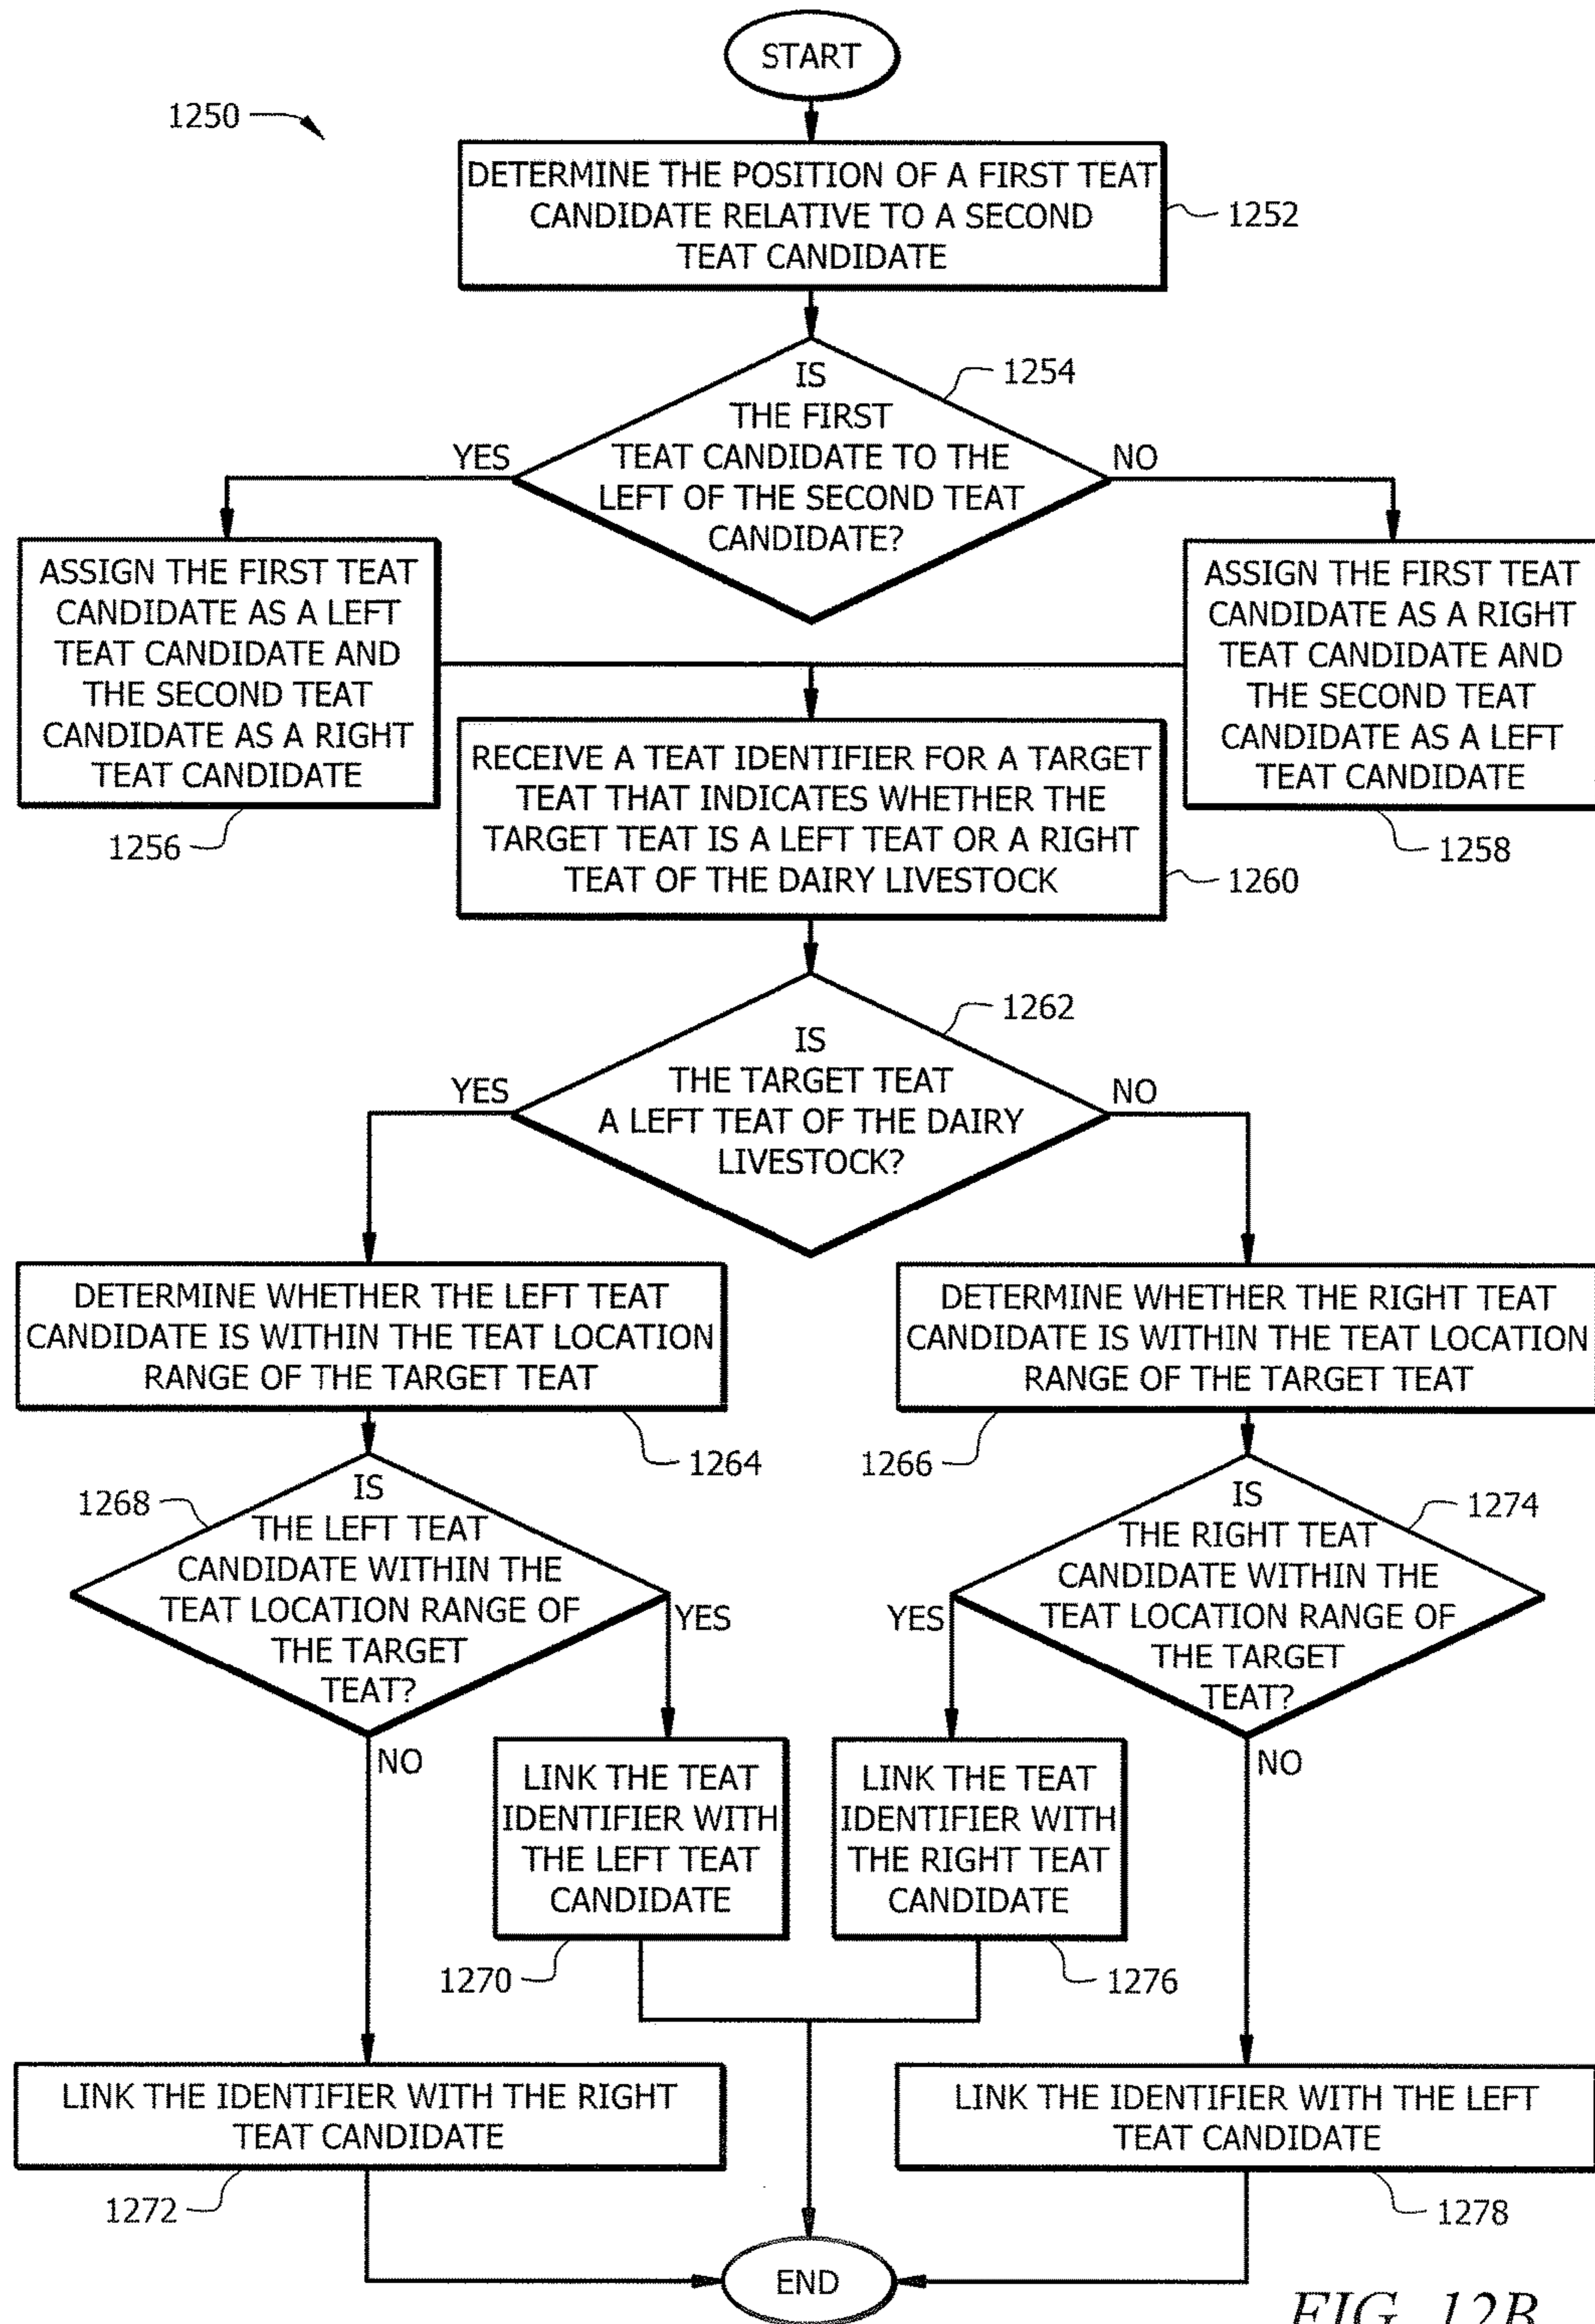 START
1250
DETERMINE THE POSITION OF A FIRST TEAT
CANDIDATE RELATIVE TO A SECOND
TEAT CANDIDATE
1252
IS
THE FIRST
TEAT CANDIDATE TO THE
LEFT OF THE SECOND TEAT
CANDIDATE?
1254
YES
NO
ASSIGN THE FIRST TEAT
CANDIDATE AS A LEFT
TEAT CANDIDATE AND
THE SECOND TEAT
CANDIDATE AS A RIGHT
TEAT CANDIDATE
1256
ASSIGN THE FIRST TEAT
CANDIDATE AS A RIGHT
TEAT CANDIDATE AND
THE SECOND TEAT
CANDIDATE AS A LEFT
TEAT CANDIDATE
1258
RECEIVE A TEAT IDENTIFIER FOR A TARGET
TEAT THAT INDICATES WHETHER THE
TARGET TEAT IS A LEFT TEAT OR A RIGHT
TEAT OF THE DAIRY LIVESTOCK
1260
IS
THE TARGET TEAT
A LEFT TEAT OF THE DAIRY
LIVESTOCK?
1262
YES
NO
DETERMINE WHETHER THE LEFT TEAT
CANDIDATE IS WITHIN THE TEAT LOCATION
RANGE OF THE TARGET TEAT
1264
DETERMINE WHETHER THE RIGHT TEAT
CANDIDATE IS WITHIN THE TEAT LOCATION
RANGE OF THE TARGET TEAT
1266
1268
IS
THE LEFT TEAT
CANDIDATE WITHIN THE
TEAT LOCATION RANGE OF
THE TARGET
TEAT?
YES
NO
1274
IS
THE RIGHT TEAT
CANDIDATE WITHIN THE
TEAT LOCATION RANGE OF
THE TARGET
TEAT?
YES
NO
LINK THE TEAT
IDENTIFIER WITH
THE LEFT TEAT
CANDIDATE
1270
LINK THE TEAT
IDENTIFIER WITH
THE RIGHT TEAT
CANDIDATE
1276
LINK THE IDENTIFIER WITH THE RIGHT
TEAT CANDIDATE
1272
LINK THE IDENTIFIER WITH THE LEFT
TEAT CANDIDATE
1278
END
FIG. 12B